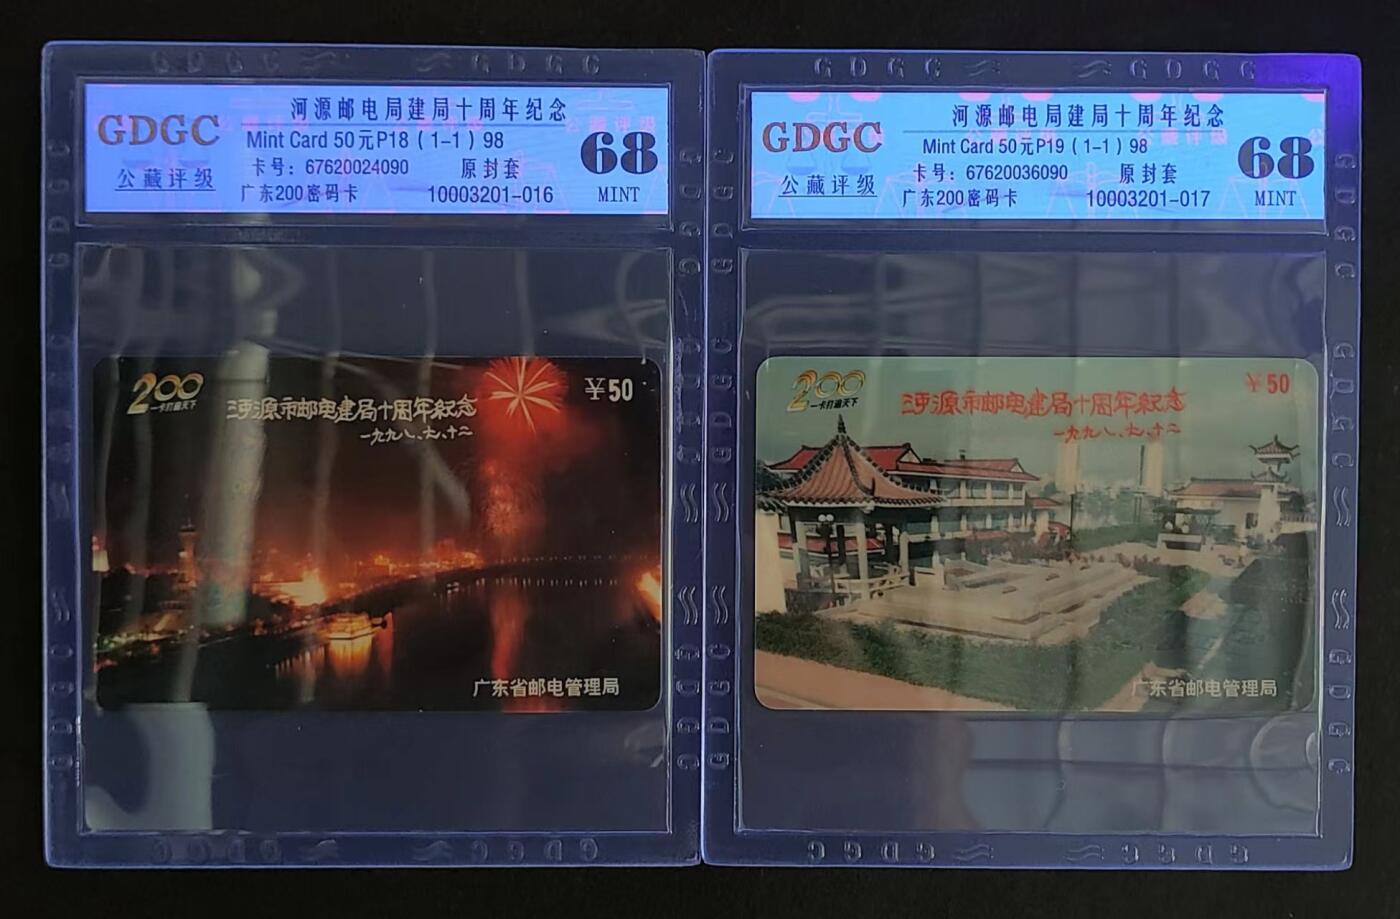 GDGC
公藏评级
河源邮电局建局十周年纪念
Mint Card 50元P18(1-1)98
卡号：67620024090 原封套
广东200密码卡 10003201-016
68
MINT
200
一卡打遍天下
河源市邮电建局十周年纪念
一九九八、七、十二
¥50
广东省邮电管理局
GDGC
公藏评级
河源邮电局建局十周年纪念
Mint Card 50元P19(1-1)98
卡号：67620036090 原封套
广东200密码卡 10003201-017
68
MINT
200
一卡打遍天下
河源市邮电建局十周年纪念
一九九八、七、十二
¥50
广东省邮电管理局